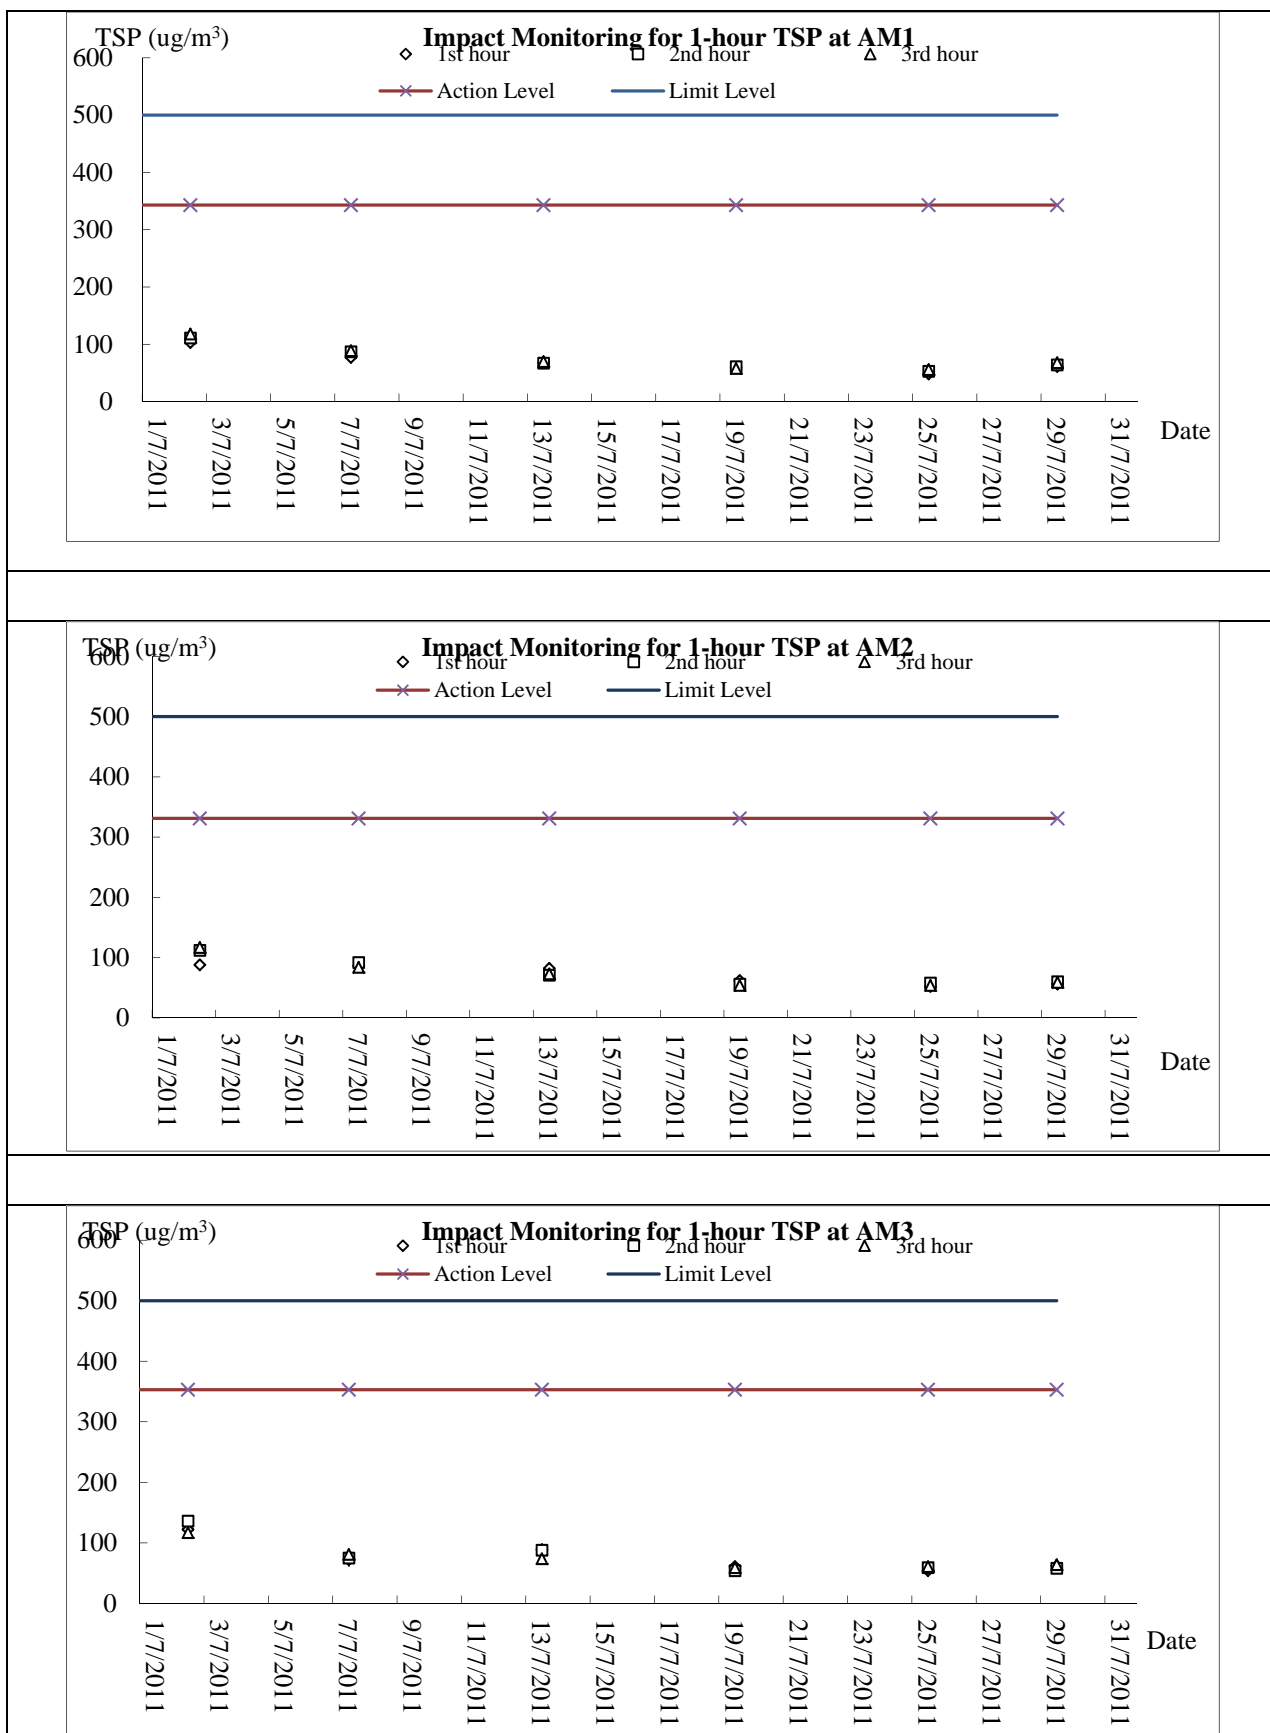 TSP (ug/m³) Impact Monitoring for 1-hour TSP at AM1
1st hour 2nd hour 3rd hour
Action Level Limit Level
600
500
400
300
200
100
0
1/7/2011 3/7/2011 5/7/2011 7/7/2011 9/7/2011 11/7/2011 13/7/2011 15/7/2011 17/7/2011 19/7/2011 21/7/2011 23/7/2011 25/7/2011 27/7/2011 29/7/2011 31/7/2011 Date
TSP (ug/m³) Impact Monitoring for 1-hour TSP at AM2
1st hour 2nd hour 3rd hour
Action Level Limit Level
600
500
400
300
200
100
0
1/7/2011 3/7/2011 5/7/2011 7/7/2011 9/7/2011 11/7/2011 13/7/2011 15/7/2011 17/7/2011 19/7/2011 21/7/2011 23/7/2011 25/7/2011 27/7/2011 29/7/2011 31/7/2011 Date
TSP (ug/m³) Impact Monitoring for 1-hour TSP at AM3
1st hour 2nd hour 3rd hour
Action Level Limit Level
600
500
400
300
200
100
0
1/7/2011 3/7/2011 5/7/2011 7/7/2011 9/7/2011 11/7/2011 13/7/2011 15/7/2011 17/7/2011 19/7/2011 21/7/2011 23/7/2011 25/7/2011 27/7/2011 29/7/2011 31/7/2011 Date